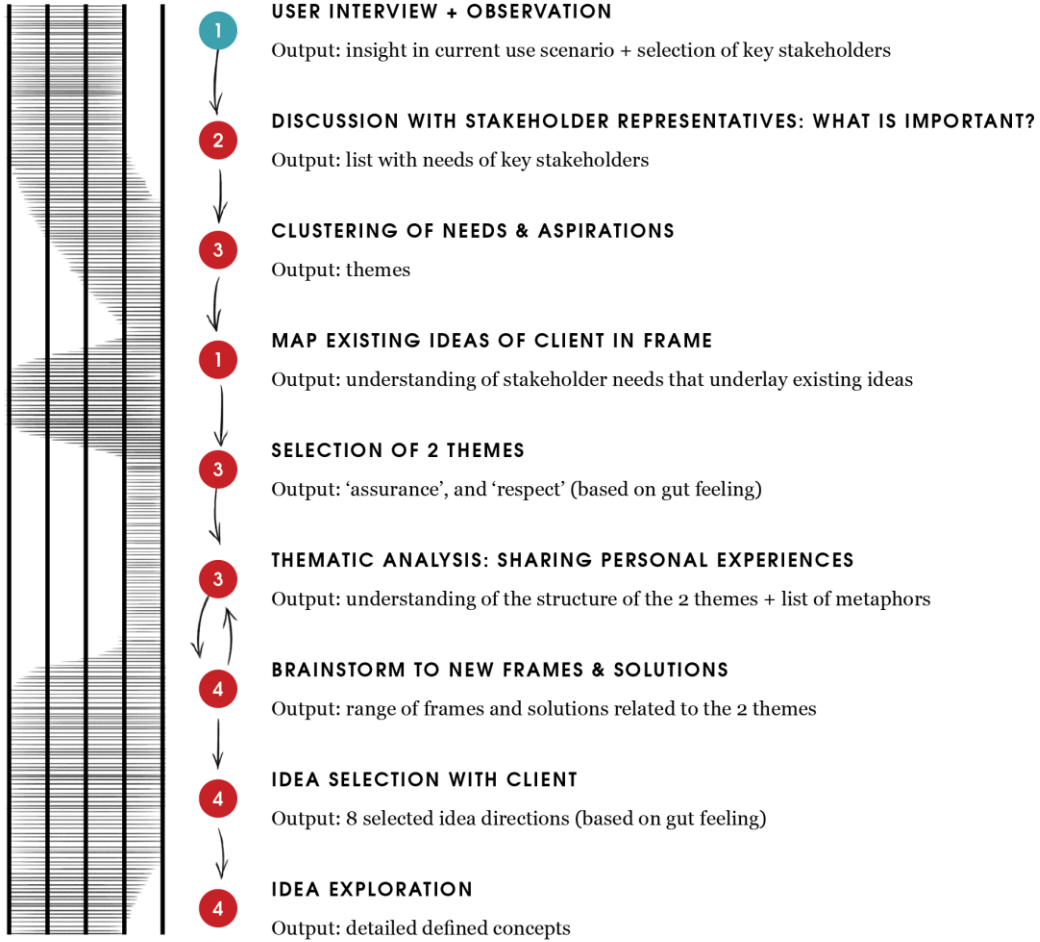 1
USER INTERVIEW + OBSERVATION
Output: insight in current use scenario + selection of key stakeholders
2
DISCUSSION WITH STAKEHOLDER REPRESENTATIVES: WHAT IS IMPORTANT?
Output: list with needs of key stakeholders
3
CLUSTERING OF NEEDS & ASPIRATIONS
Output: themes
1
MAP EXISTING IDEAS OF CLIENT IN FRAME
Output: understanding of stakeholder needs that underlay existing ideas
3
SELECTION OF 2 THEMES
Output: ‘assurance’, and ‘respect’ (based on gut feeling)
3
THEMATIC ANALYSIS: SHARING PERSONAL EXPERIENCES
Output: understanding of the structure of the 2 themes + list of metaphors
4
BRAINSTORM TO NEW FRAMES & SOLUTIONS
Output: range of frames and solutions related to the 2 themes
4
IDEA SELECTION WITH CLIENT
Output: 8 selected idea directions (based on gut feeling)
4
IDEA EXPLORATION
Output: detailed defined concepts